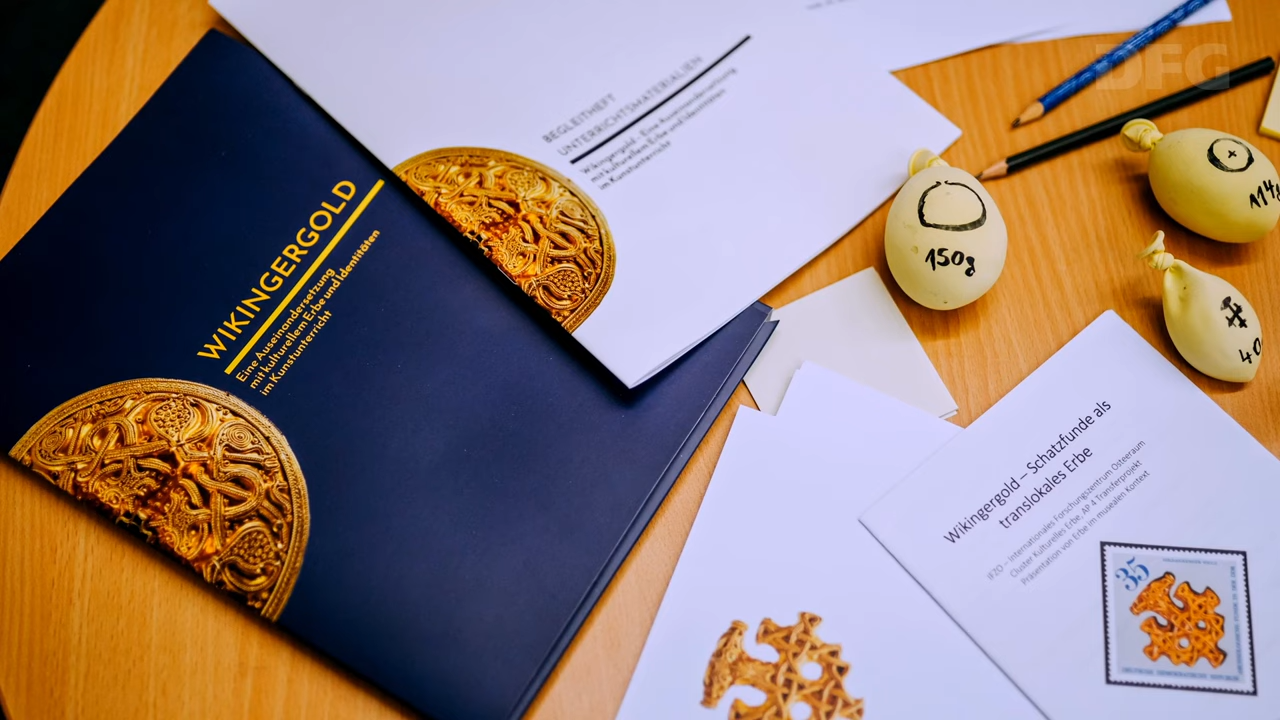 DFG
BEGLEITHEFT
UNTERRICHTSMATERIALIEN
Wikingergold – Eine Auseinandersetzung
mit kulturellem Erbe und Identitäten
im Kunstunterricht
WIKINGERGOLD
Eine Auseinandersetzung
mit kulturellem Erbe und Identitäten
im Kunstunterricht
150g
114g
40
Wikingergold – Schatzfunde als
translokales Erbe
IFZO – Internationales Forschungszentrum Ostseeraum
Cluster Kulturelles Erbe, AP 4 Transferprojekt
Präsentation von Erbe im musealen Kontext
35
DEUTSCHE DEMOKRATISCHE REPUBLIK